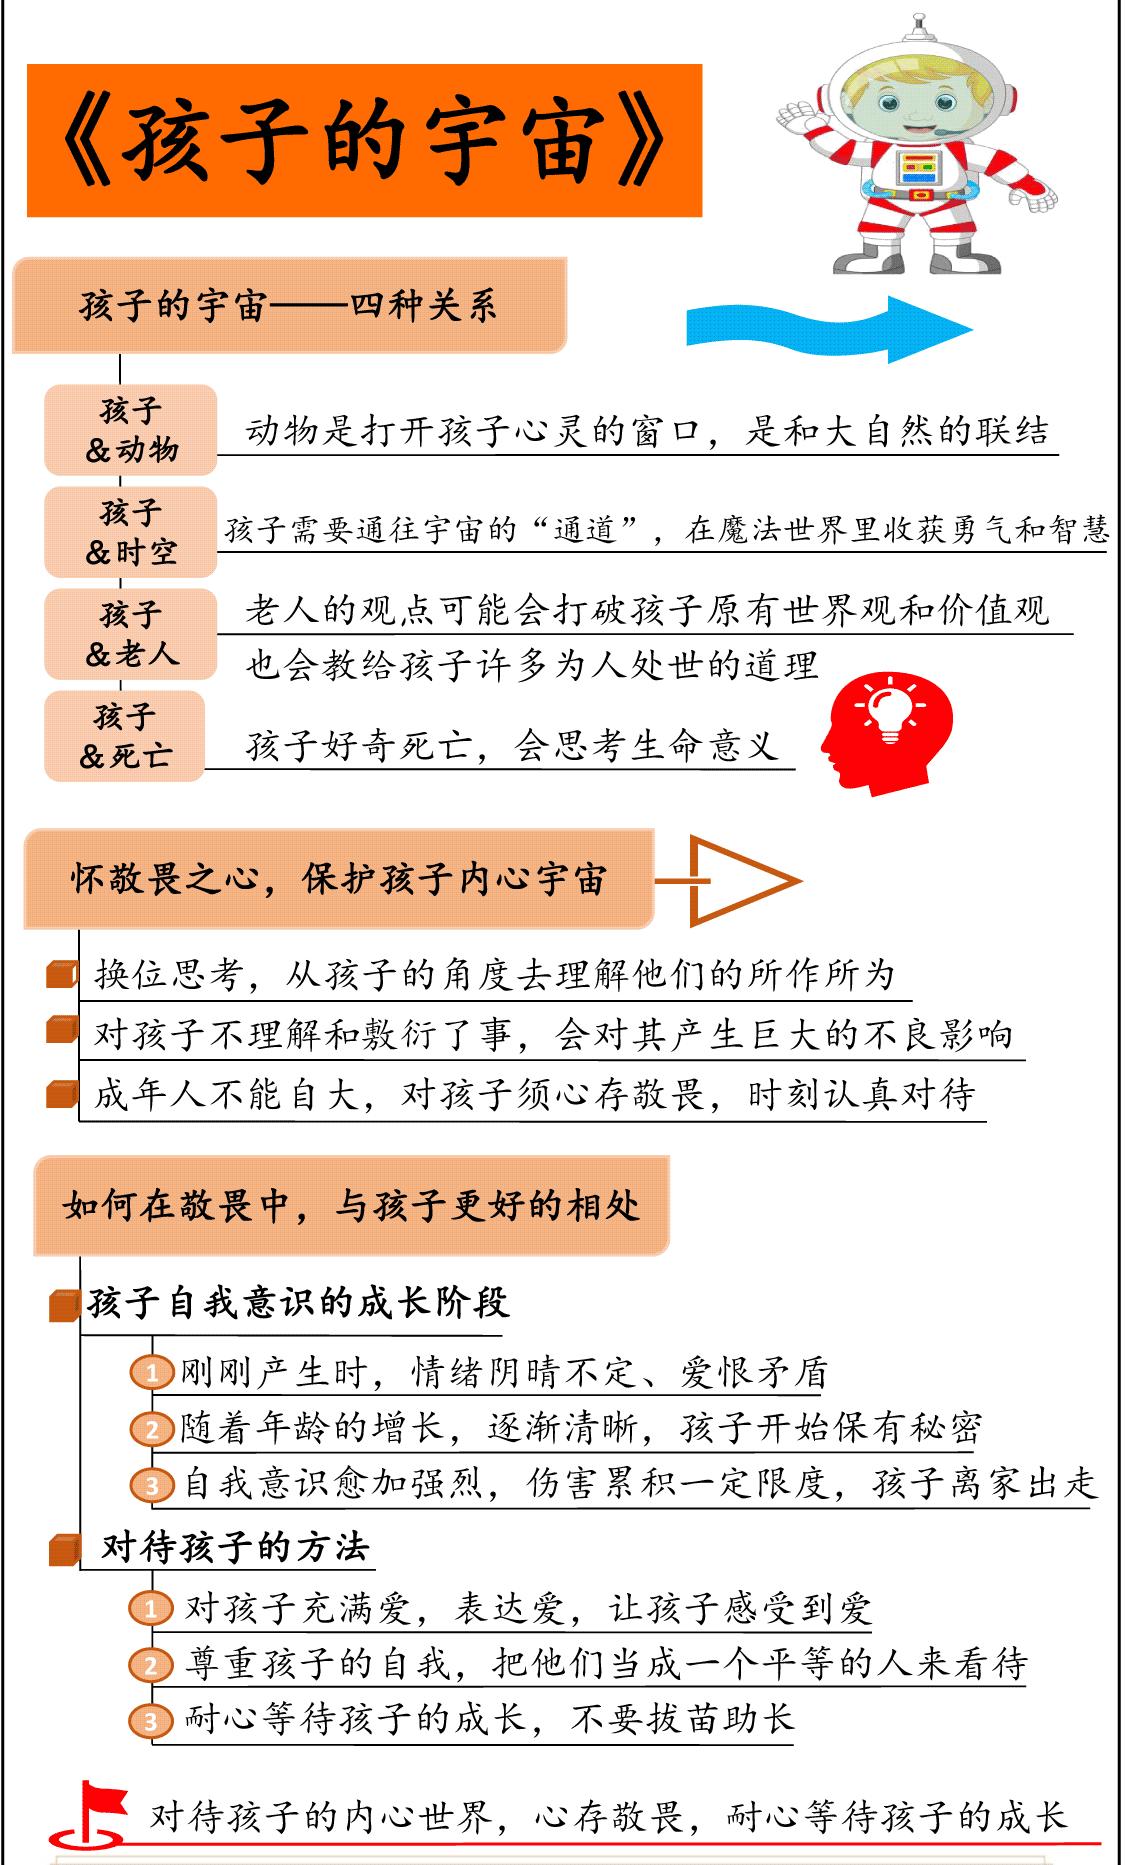 《孩子的宇宙》
孩子的宇宙——四种关系
孩子
&动物
动物是打开孩子心灵的窗口，是和大自然的联结
孩子
&时空
孩子需要通往宇宙的“通道”，在魔法世界里收获勇气和智慧
孩子
&老人
老人的观点可能会打破孩子原有世界观和价值观
也会教给孩子许多为人处世的道理
孩子
&死亡
孩子好奇死亡，会思考生命意义
怀敬畏之心，保护孩子内心宇宙
换位思考，从孩子的角度去理解他们的所作所为
对孩子不理解和敷衍了事，会对其产生巨大的不良影响
成年人不能自大，对孩子须心存敬畏，时刻认真对待
如何在敬畏中，与孩子更好的相处
孩子自我意识的成长阶段
1 刚刚产生时，情绪阴晴不定、爱恨矛盾
2 随着年龄的增长，逐渐清晰，孩子开始保有秘密
3 自我意识愈加强烈，伤害累积一定限度，孩子离家出走
对待孩子的方法
1 对孩子充满爱，表达爱，让孩子感受到爱
2 尊重孩子的自我，把他们当成一个平等的人来看待
3 耐心等待孩子的成长，不要拔苗助长
对待孩子的内心世界，心存敬畏，耐心等待孩子的成长